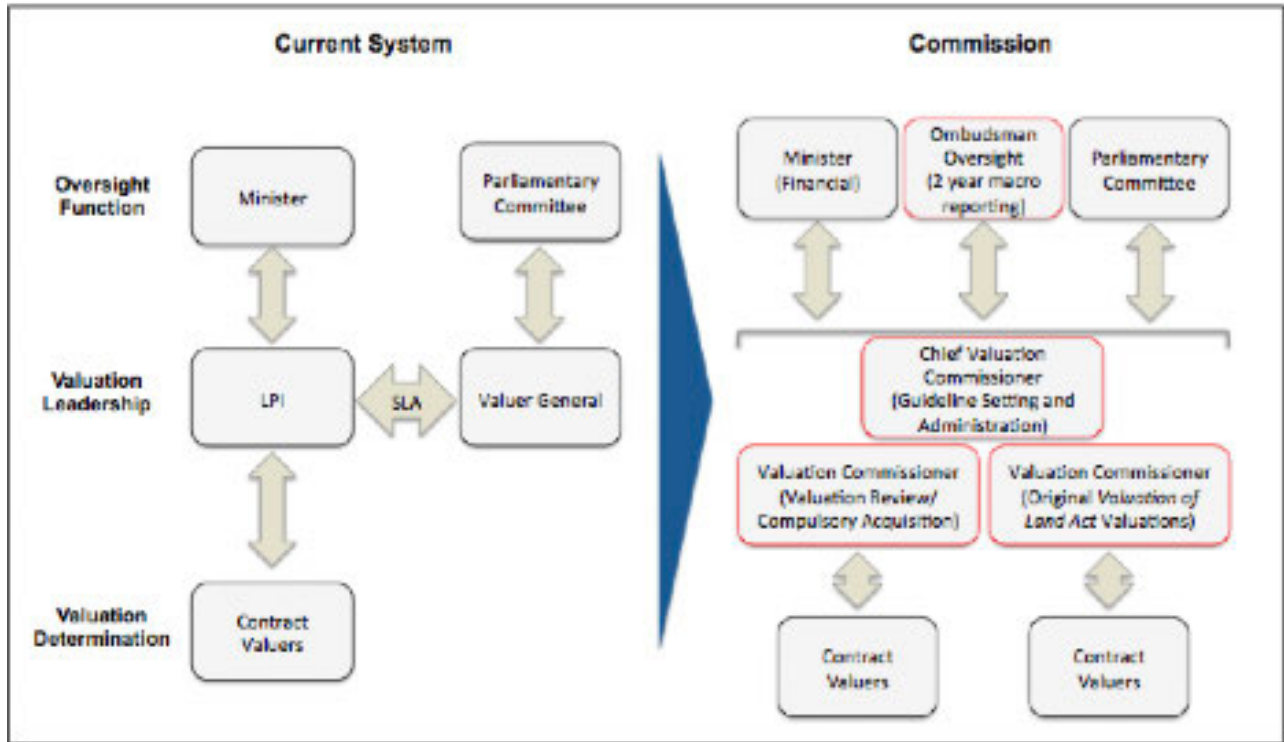 Current System
Commission
Oversight
Function
Minister
Parliamentary
Committee
Minister
(Financial)
Ombudsman
Oversight
(2 year macro
reporting)
Parliamentary
Committee
Valuation
Leadership
LPI
SLA
Valuer General
Chief Valuation
Commissioner
(Guideline Setting and
Administration)
Valuation Commissioner
(Valuation Review/
Compulsory Acquisition)
Valuation Commissioner
(Original Valuation of
Land Act Valuations)
Valuation
Determination
Contract
Valuers
Contract
Valuers
Contract
Valuers